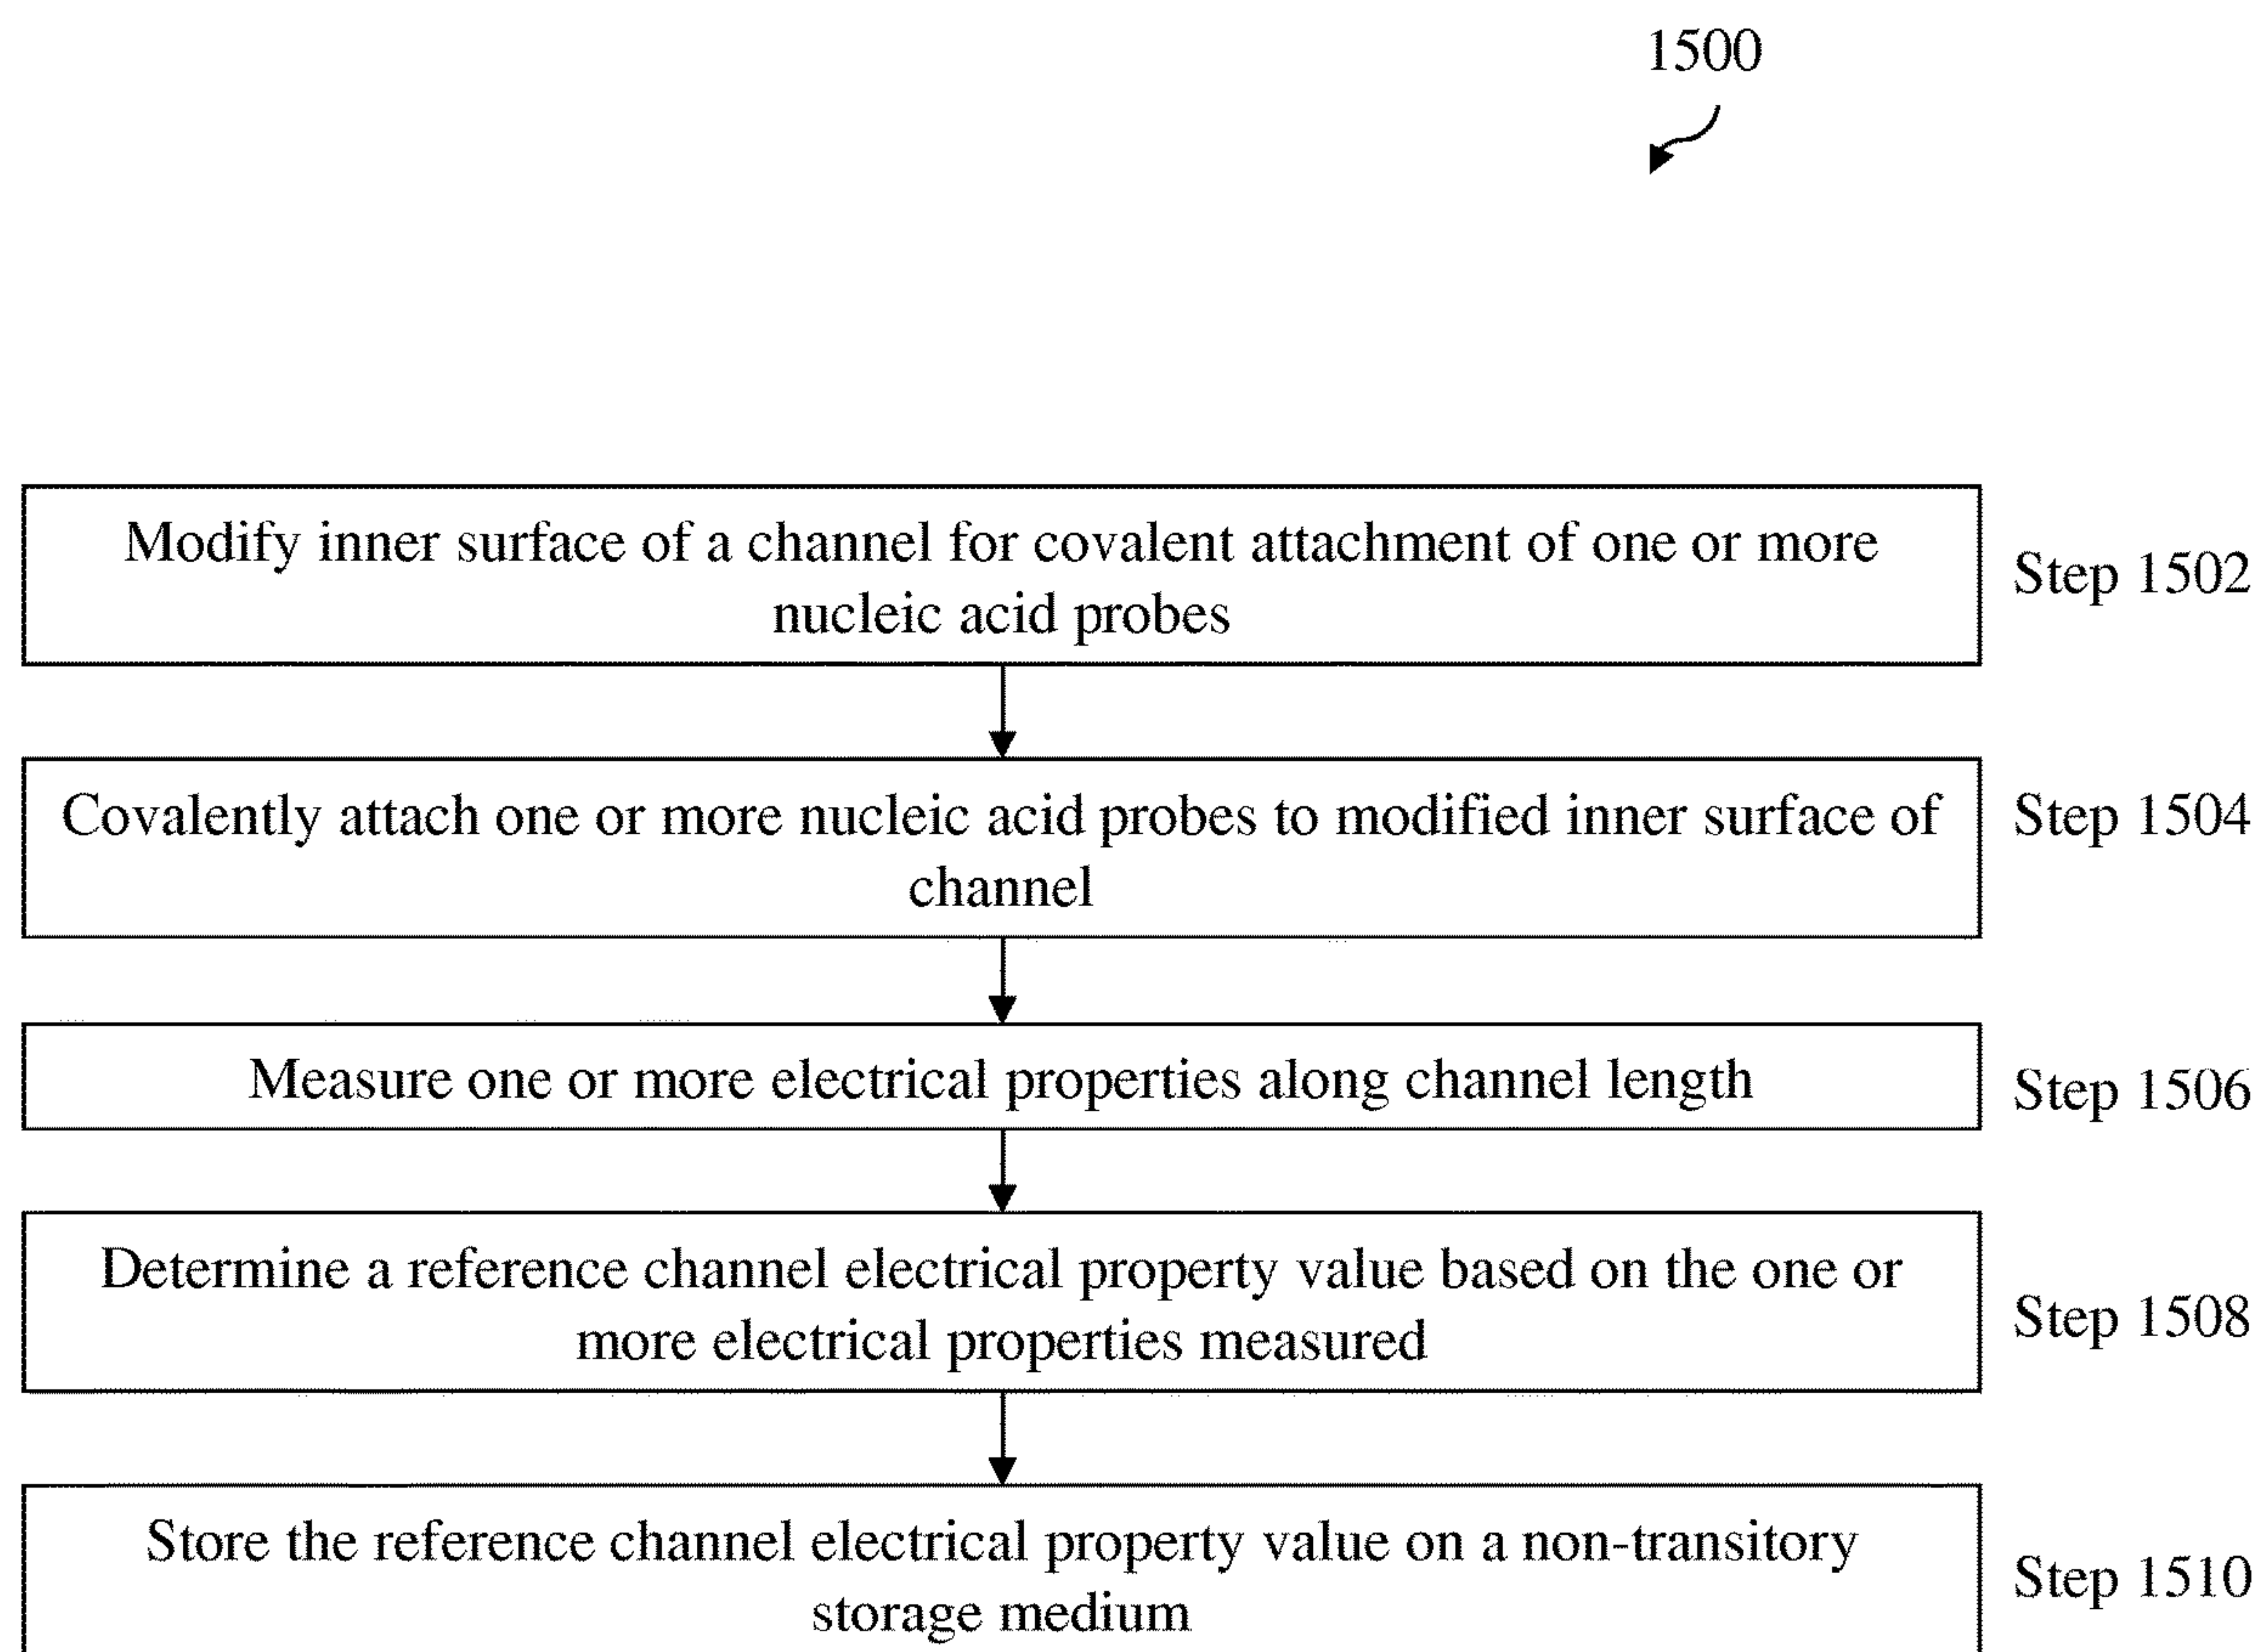 1500
Modify inner surface of a channel for covalent attachment of one or more
nucleic acid probes
Step 1502
Covalently attach one or more nucleic acid probes to modified inner surface of
channel
Step 1504
Measure one or more electrical properties along channel length
Step 1506
Determine a reference channel electrical property value based on the one or
more electrical properties measured
Step 1508
Store the reference channel electrical property value on a non-transitory
storage medium
Step 1510